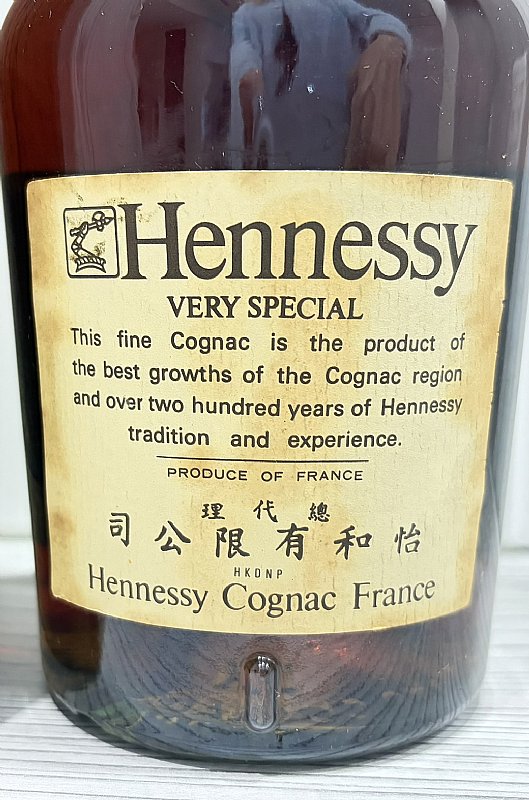 Hennessy
VERY SPECIAL
This fine Cognac is the product of
the best growths of the Cognac region
and over two hundred years of Hennessy
tradition and experience.
PRODUCE OF FRANCE
總代理
怡和有限公司
HKDNP
Hennessy Cognac France